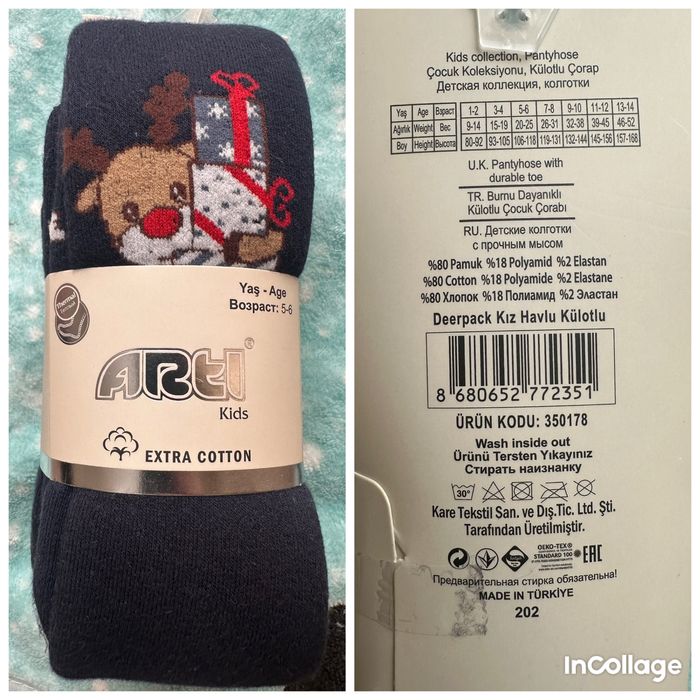 Thermal
Yaş - Age
Возраст: 5-6
ARti®
Kids
EXTRA COTTON
Kids collection, Pantyhose
Çocuk Koleksiyonu, Külotlu Çorap
Детская коллекция, колготки
Yaş Age Возраст 1-2 3-4 5-6 7-8 9-10 11-12 13-14
Ağırlık Weight Вес 9-14 15-19 20-25 26-31 32-38 39-45 46-52
Boy Height Высота 80-92 93-105 106-118 119-131 132-144 145-156 157-168
U.K. Pantyhose with
durable toe
TR. Burnu Dayanıklı
Külotlu Çocuk Çorabı
RU. Детские колготки
с прочным мысом
%80 Pamuk %18 Polyamid %2 Elastan
%80 Cotton %18 Polyamide %2 Elastane
%80 Хлопок %18 Полиамид %2 Эластан
Deerpack Kız Havlu Külotlu
8 680652 772351
ÜRÜN KODU: 350178
Wash inside out
Ürünü Tersten Yıkayınız
Стирать наизнанку
30°
Kare Tekstil San. ve Dış.Tic. Ltd. Şti.
Tarafından Üretilmiştir.
OEKO-TEX®
STANDARD 100
EAC
Предварительная стирка обязательна!
MADE IN TÜRKİYE
202
InCollage